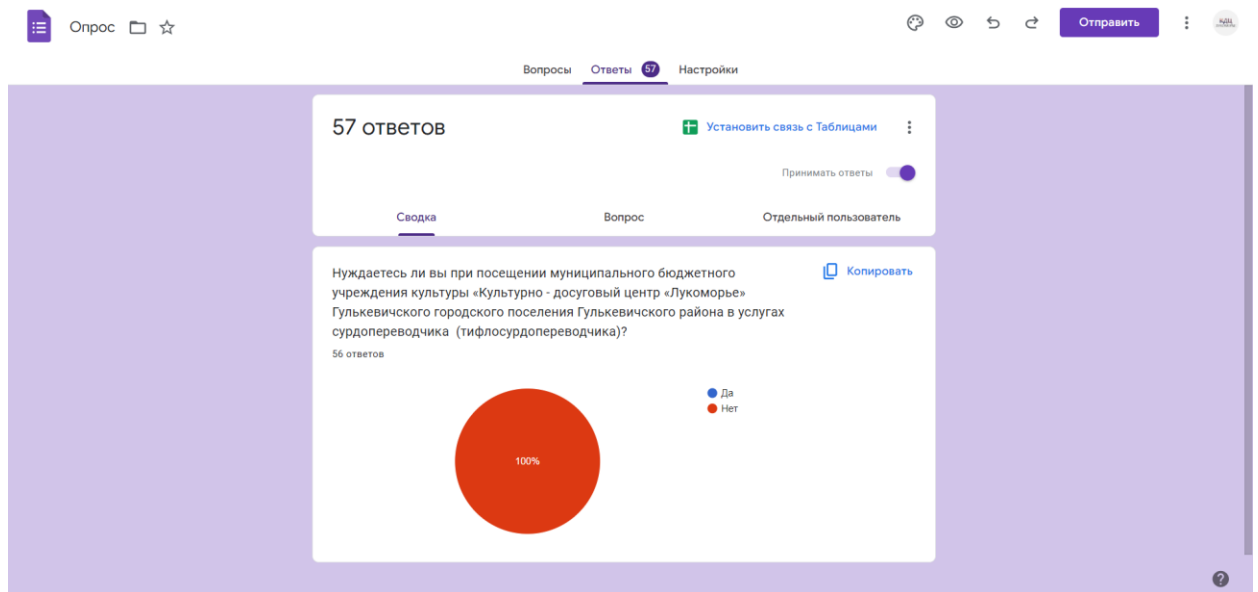 Опрос
Отправить
Вопросы Ответы 57 Настройки
57 ответов
Установить связь с Таблицами
Принимать ответы
Сводка Вопрос Отдельный пользователь
Нуждаетесь ли вы при посещении муниципального бюджетного
учреждения культуры «Культурно - досуговый центр «Лукоморье»
Гулькевичского городского поселения Гулькевичского района в услугах
сурдопереводчика (тифлосурдопереводчика)?
Копировать
56 ответов
Да
Нет
100%